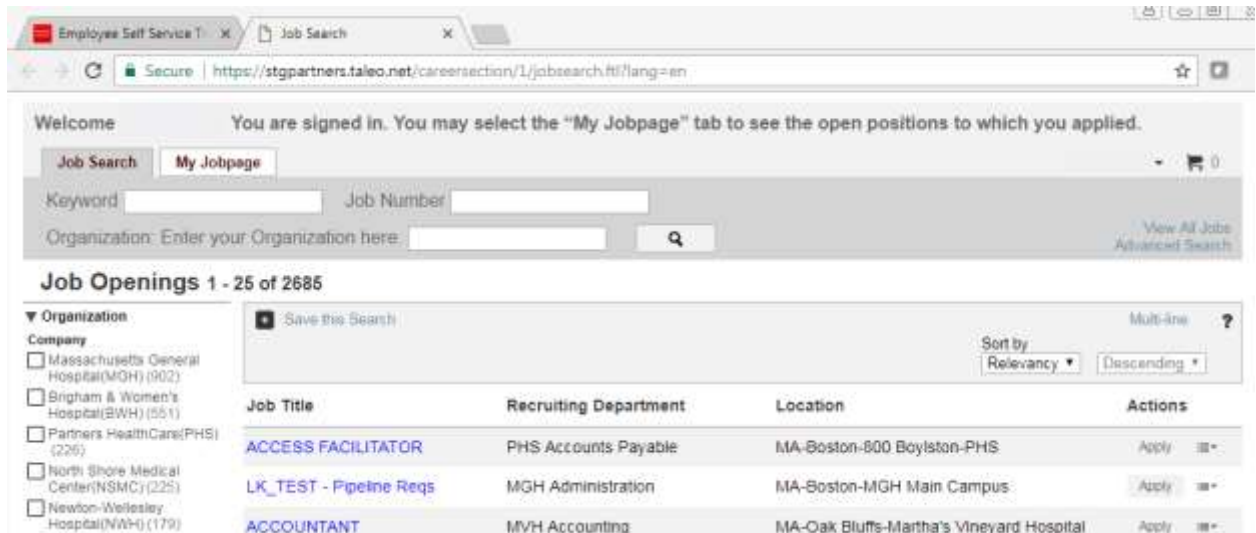 Employee Self Service T
Job Search
Secure | https://stgpartners.taleo.net/careersection/1/jobsearch.ftl?lang=en
Welcome You are signed in. You may select the “My Jobpage” tab to see the open positions to which you applied.
Job Search My Jobpage
0
Keyword Job Number
Organization: Enter your Organization here
View All Jobs
Advanced Search
Job Openings 1 - 25 of 2685
▼ Organization
Company
Massachusetts General
Hospital(MGH) (902)
Brigham & Women's
Hospital(BWH) (551)
Partners HealthCare(PHS)
(226)
North Shore Medical
Center(NSMC) (225)
Newton-Wellesley
Hospital(NWH) (179)
Save this Search Multi-line ?
Sort by
Relevancy ▼ Descending ▼
Job Title Recruiting Department Location Actions
ACCESS FACILITATOR PHS Accounts Payable MA-Boston-800 Boylston-PHS Apply
LK_TEST - Pipeline Reqs MGH Administration MA-Boston-MGH Main Campus Apply
ACCOUNTANT MVH Accounting MA-Oak Bluffs-Martha's Vineyard Hospital Apply